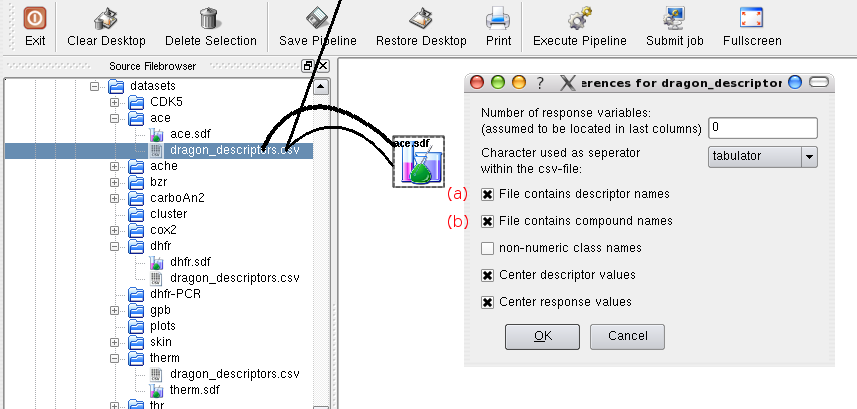 Exit
Clear Desktop
Delete Selection
Save Pipeline
Restore Desktop
Print
Execute Pipeline
Submit job
Fullscreen
Source Filebrowser
datasets
CDK5
ace
ace.sdf
dragon_descriptors.csv
ache
bzr
carboAn2
cluster
cox2
dhfr
dhfr.sdf
dragon_descriptors.csv
dhfr-PCR
gpb
plots
skin
therm
dragon_descriptors.csv
therm.sdf
thr
ace.sdf
? X erences for dragon_descriptor
Number of response variables:
(assumed to be located in last columns) 0
Character used as seperator
within the csv-file:
tabulator
(a) File contains descriptor names
(b) File contains compound names
non-numeric class names
Center descriptor values
Center response values
OK
Cancel